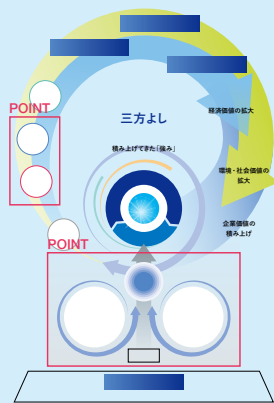 POINT
三方よし
経済価値の拡大
積み上げてきた「強み」
環境・社会価値の
拡大
企業価値の
積み上げ
POINT